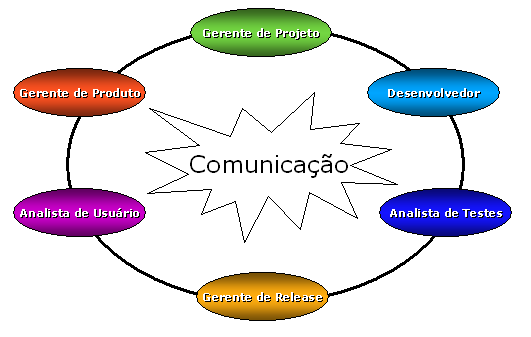 Gerente de Projeto
Gerente de Produto
Desenvolvedor
Comunicação
Analista de Usuário
Analista de Testes
Gerente de Release